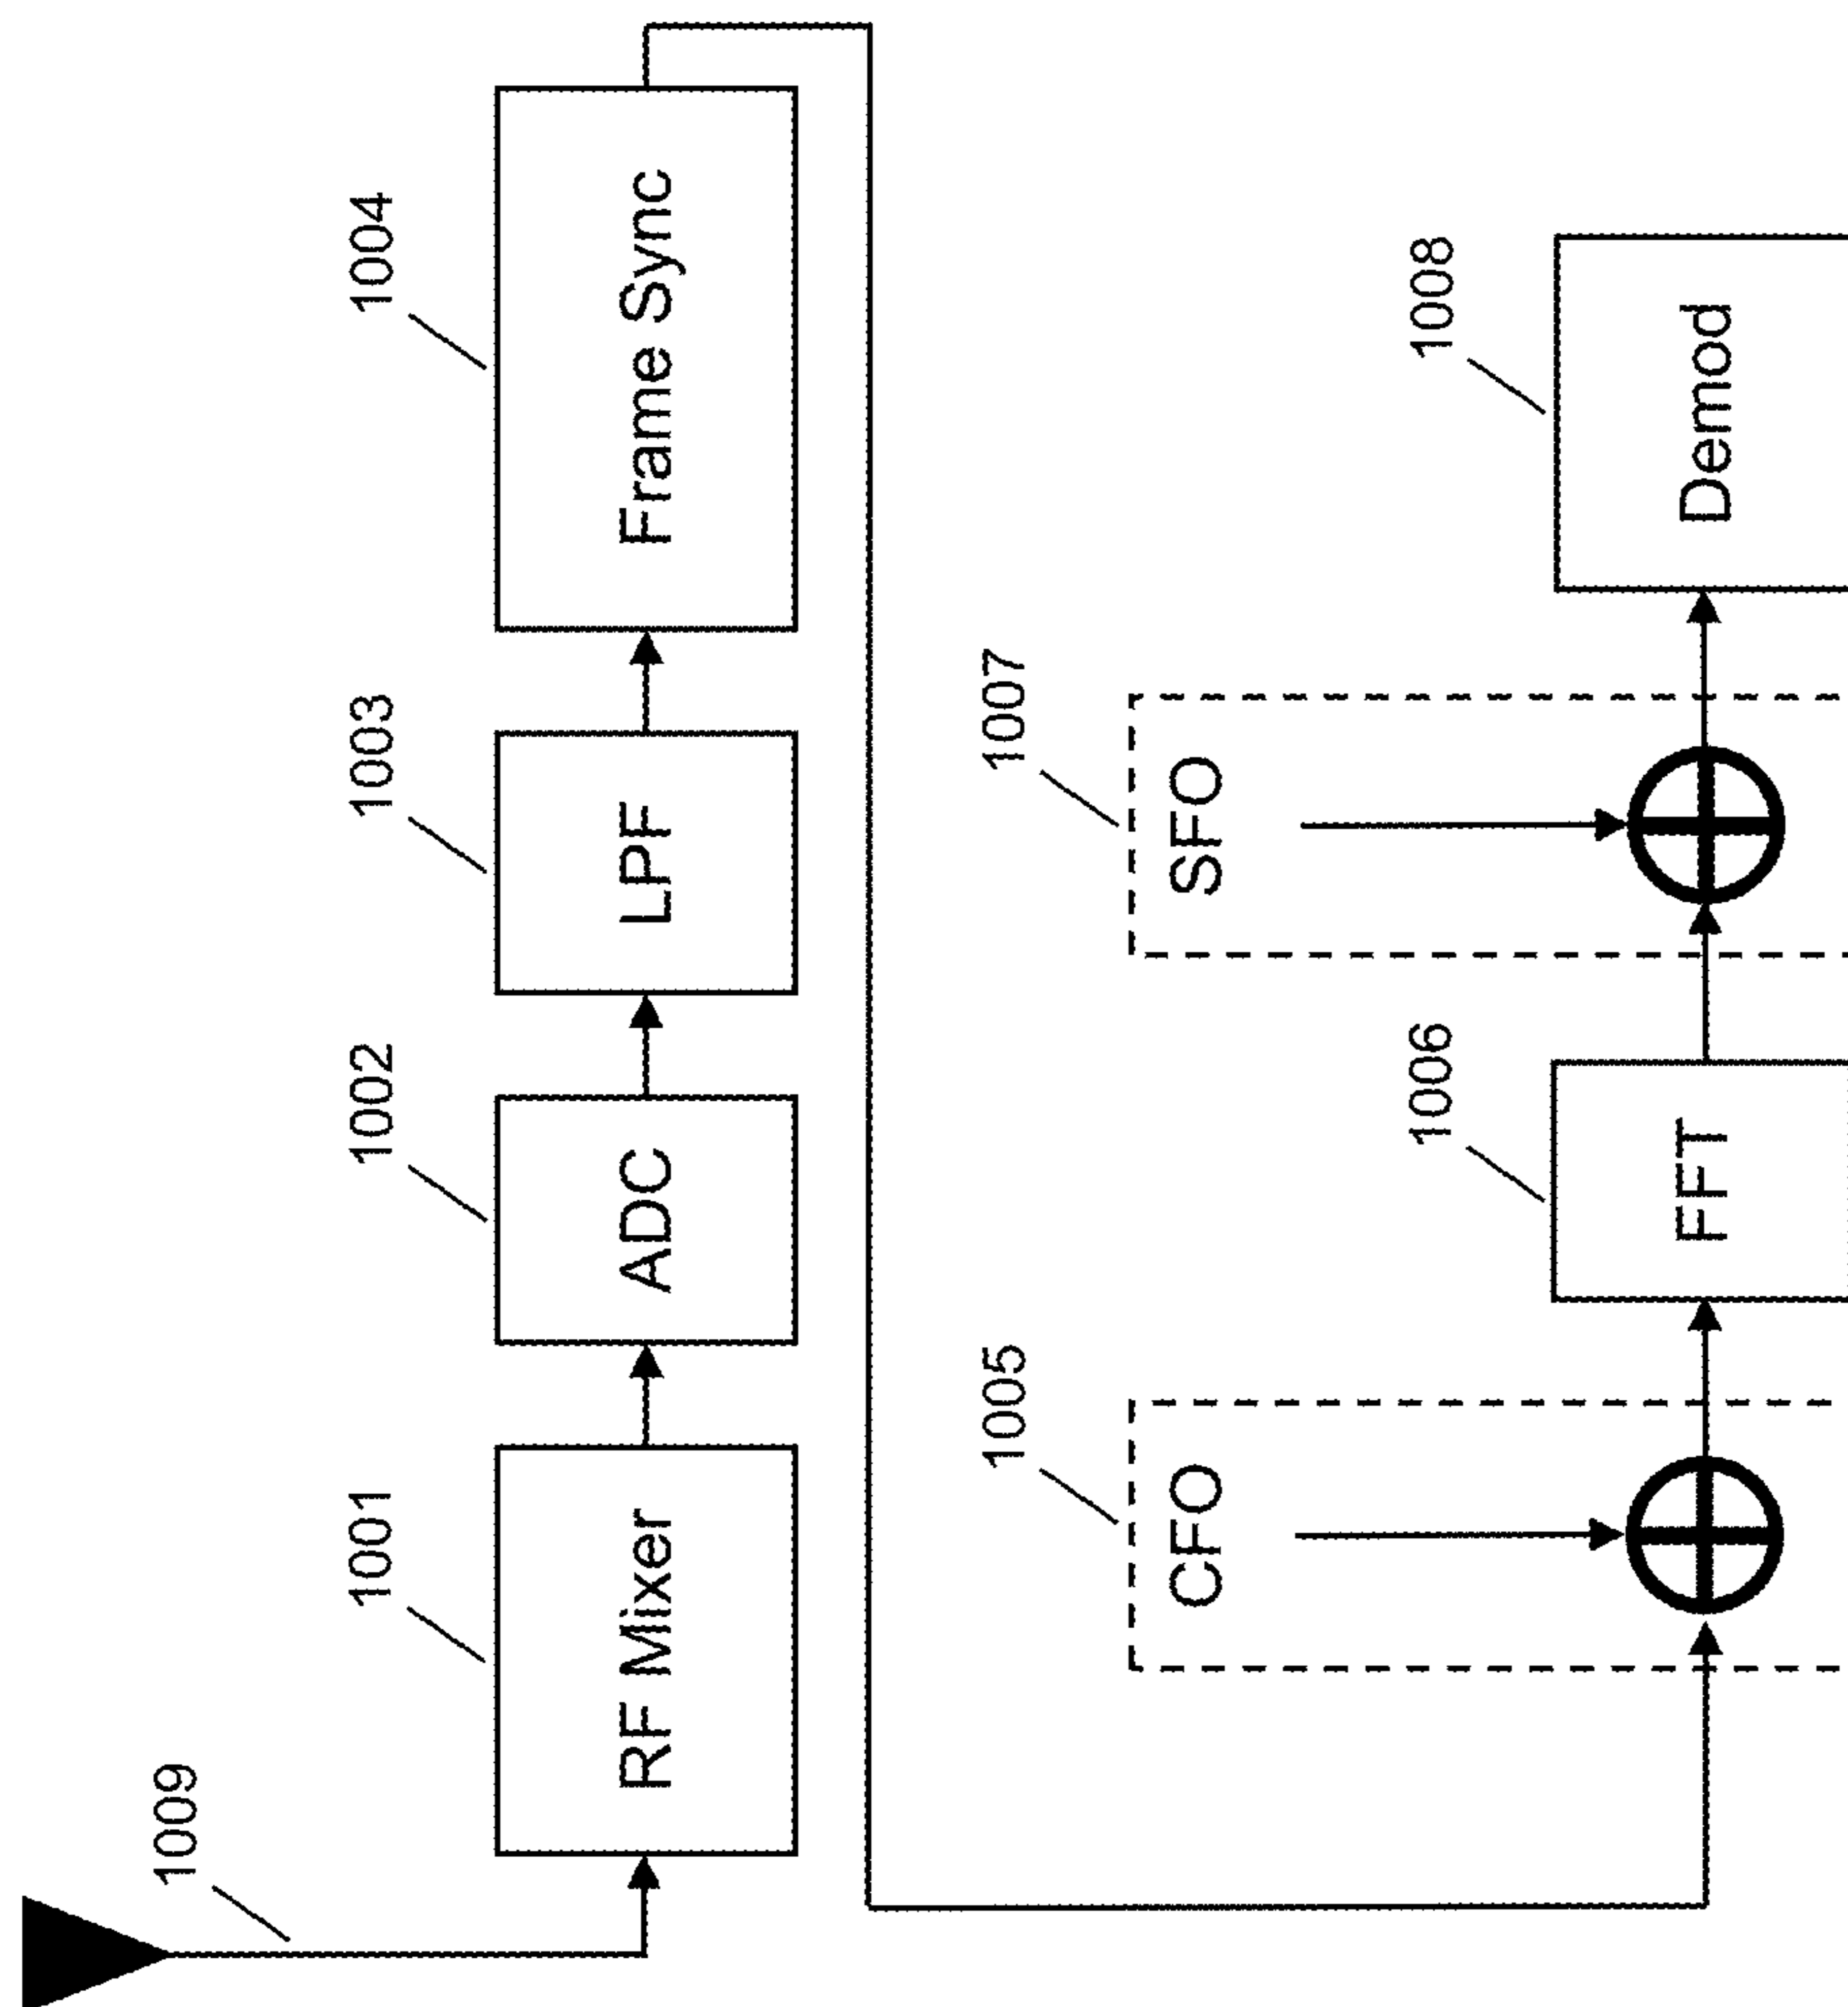 1009
1001
1002
1003
1004
RF Mixer
ADC
LPF
Frame Sync
1005
1007
CFO
SFO
1006
1008
FFT
Demod